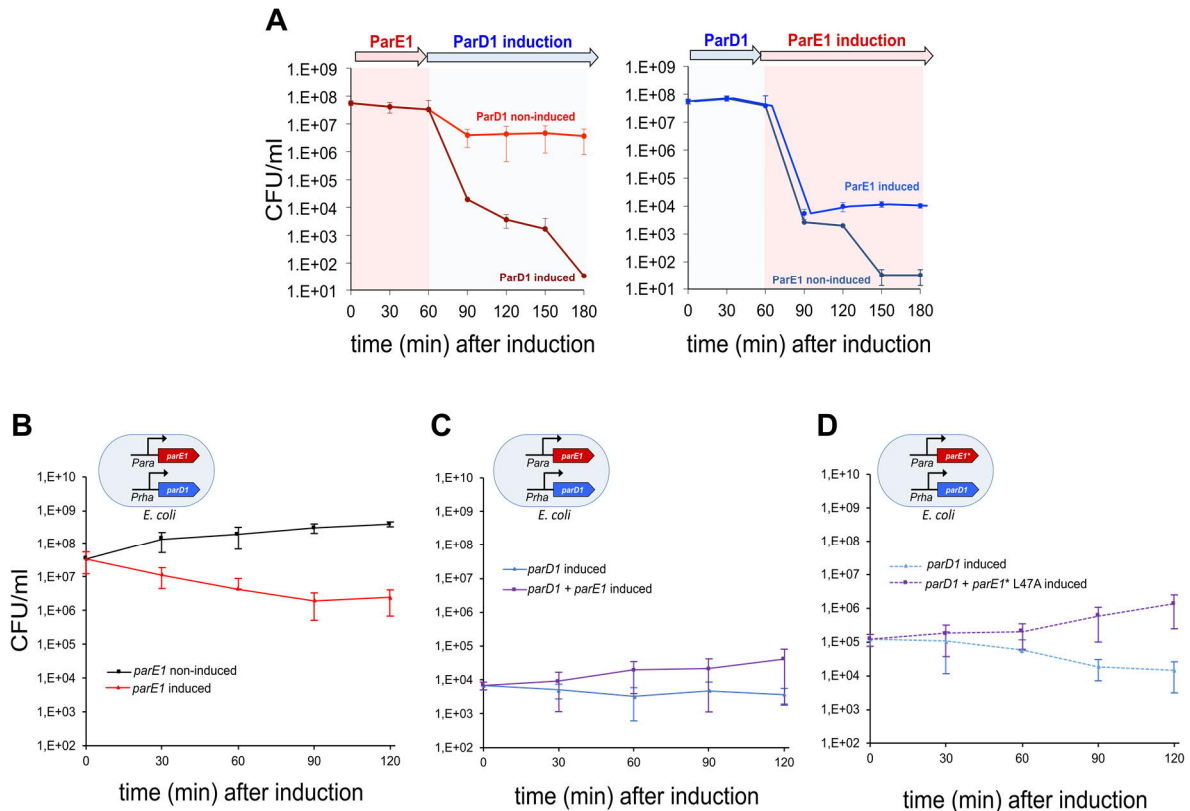 A
ParE1
ParD1 induction
1.E+09
1.E+08
1.E+07
1.E+06
1.E+05
1.E+04
1.E+03
1.E+02
1.E+01
CFU/ml
ParD1 non-induced
ParD1 induced
0 30 60 90 120 150 180
time (min) after induction
ParD1
ParE1 induction
1.E+09
1.E+08
1.E+07
1.E+06
1.E+05
1.E+04
1.E+03
1.E+02
1.E+01
ParE1 induced
ParE1 non-induced
0 30 60 90 120 150 180
time (min) after induction
B
Para parE1
Prha parD1
E. coli
1,E+10
1,E+09
1,E+08
1,E+07
1,E+06
1,E+05
1,E+04
1,E+03
1,E+02
CFU/ml
parE1 non-induced
parE1 induced
0 30 60 90 120
time (min) after induction
C
Para parE1
Prha parD1
E. coli
1,E+10
1,E+09
1,E+08
1,E+07
1,E+06
1,E+05
1,E+04
1,E+03
1,E+02
parD1 induced
parD1 + parE1 induced
0 30 60 90 120
time (min) after induction
D
Para parE1*
Prha parD1
E. coli
1,E+10
1,E+09
1,E+08
1,E+07
1,E+06
1,E+05
1,E+04
1,E+03
1,E+02
parD1 induced
parD1 + parE1* L47A induced
0 30 60 90 120
time (min) after induction